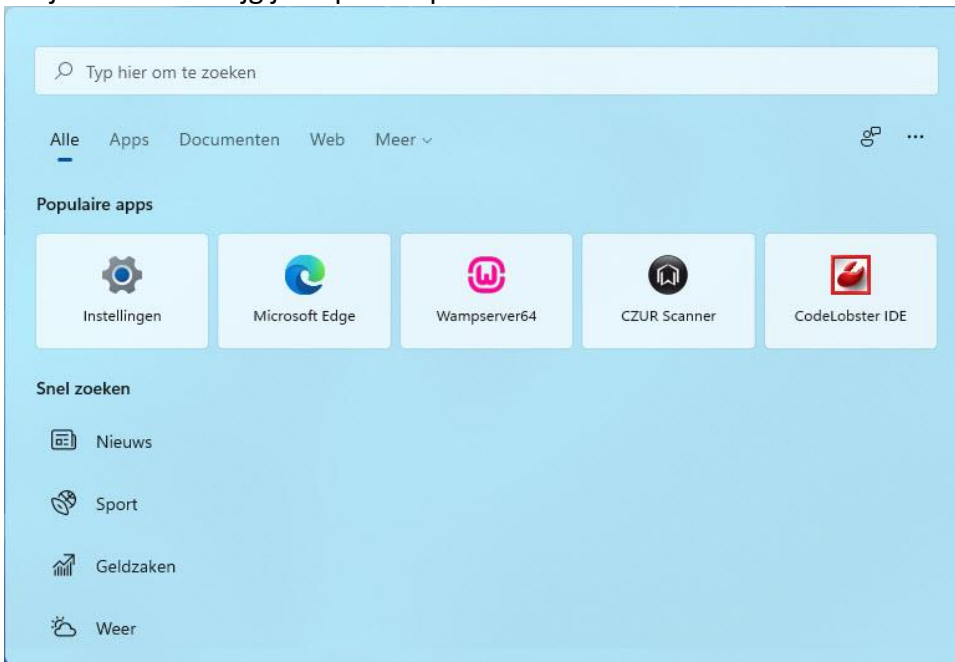 Typ hier om te zoeken
Alle Apps Documenten Web Meer
Populaire apps
Instellingen Microsoft Edge Wampserver64 CZUR Scanner CodeLobster IDE
Snel zoeken
Nieuws
Sport
Geldzaken
Weer